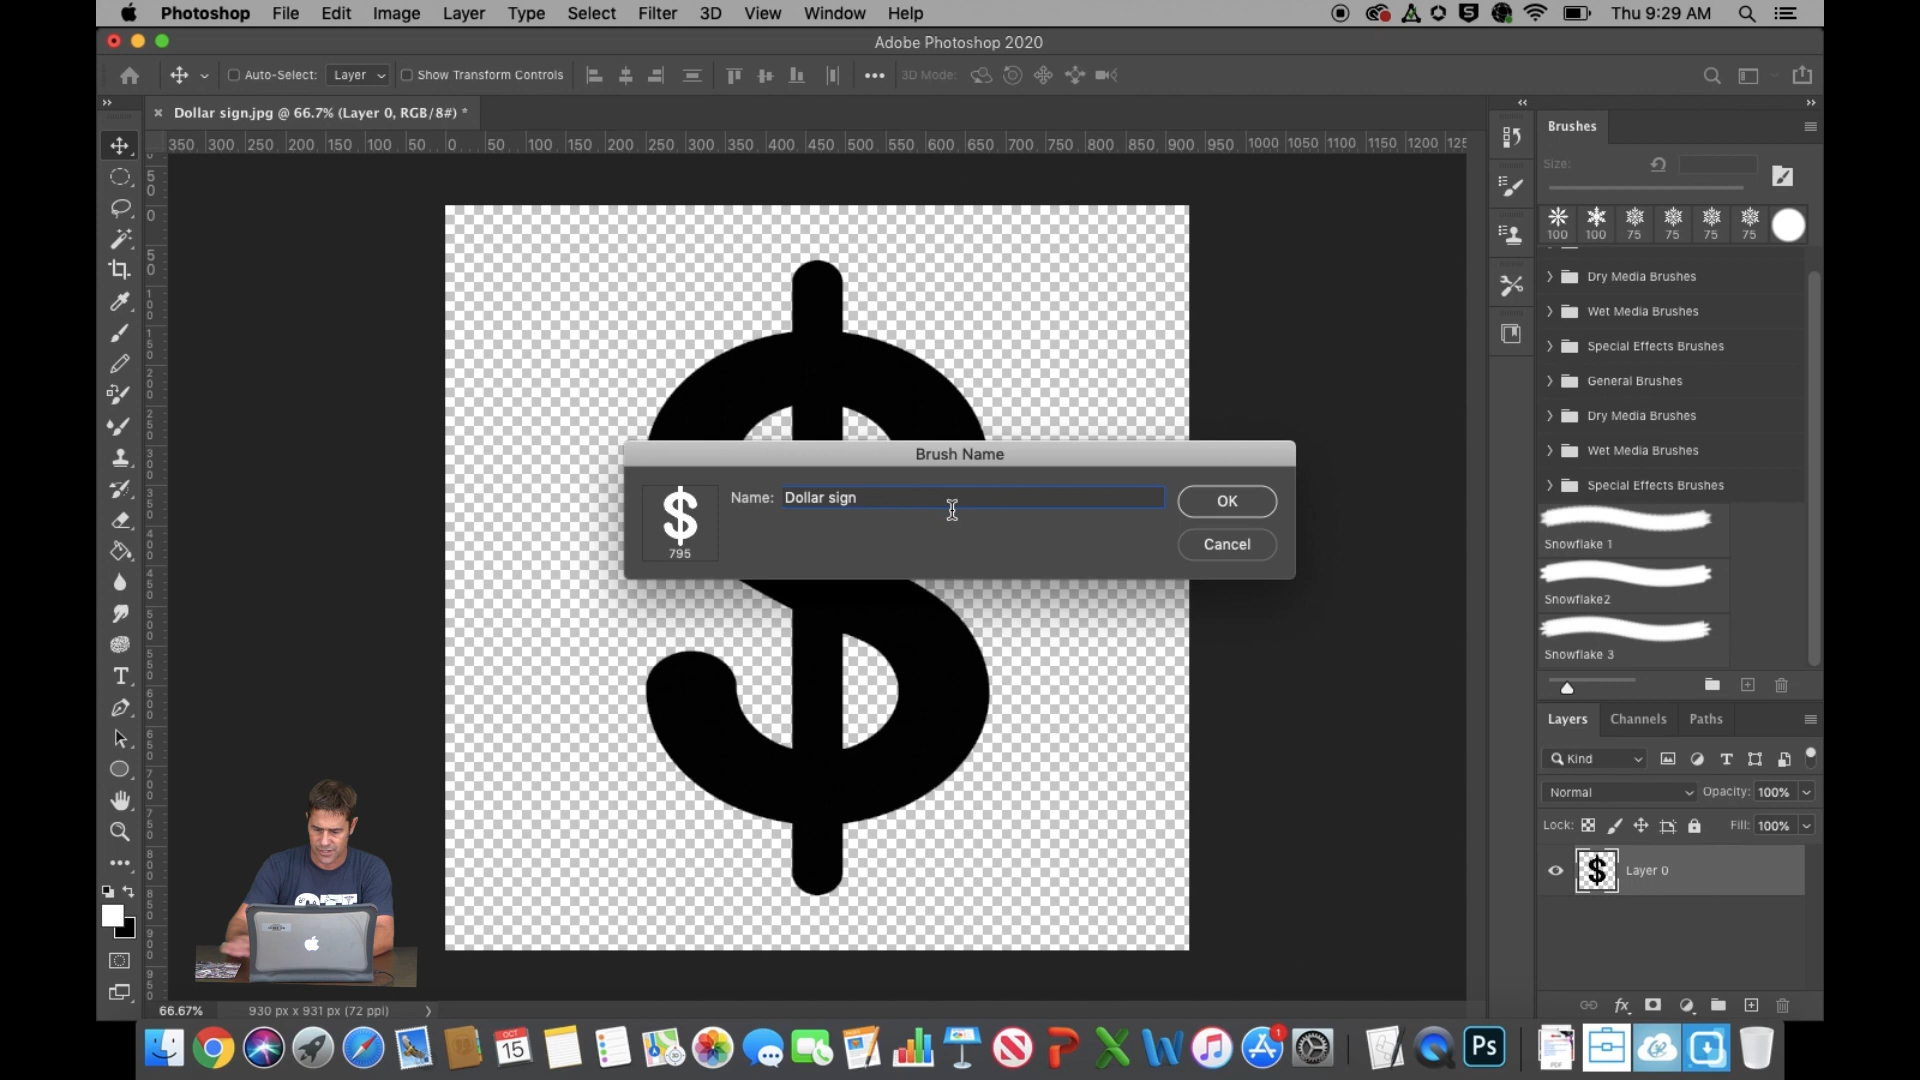 Photoshop File Edit Image Layer Type Select Filter 3D View Window Help Thu 9:29 AM
Adobe Photoshop 2020
Auto-Select: Layer Show Transform Controls 3D Mode:
Dollar sign.jpg @ 66.7% (Layer 0, RGB/8#) *
350 300 250 200 150 100 50 0 50 100 150 200 250 300 350 400 450 500 550 600 650 700 750 800 850 900 950 1000 1050 1100 1150 1200
Brushes
Size:
100 100 75 75 75 75
Dry Media Brushes
Wet Media Brushes
Special Effects Brushes
General Brushes
Dry Media Brushes
Wet Media Brushes
Special Effects Brushes
Snowflake 1
Snowflake2
Snowflake 3
Brush Name
$
795
Name: Dollar sign
OK
Cancel
Layers Channels Paths
Kind
Normal Opacity: 100%
Lock: Fill: 100%
$ Layer 0
66.67% 930 px x 931 px (72 ppi)
OCT
15
1
Ps
PDF